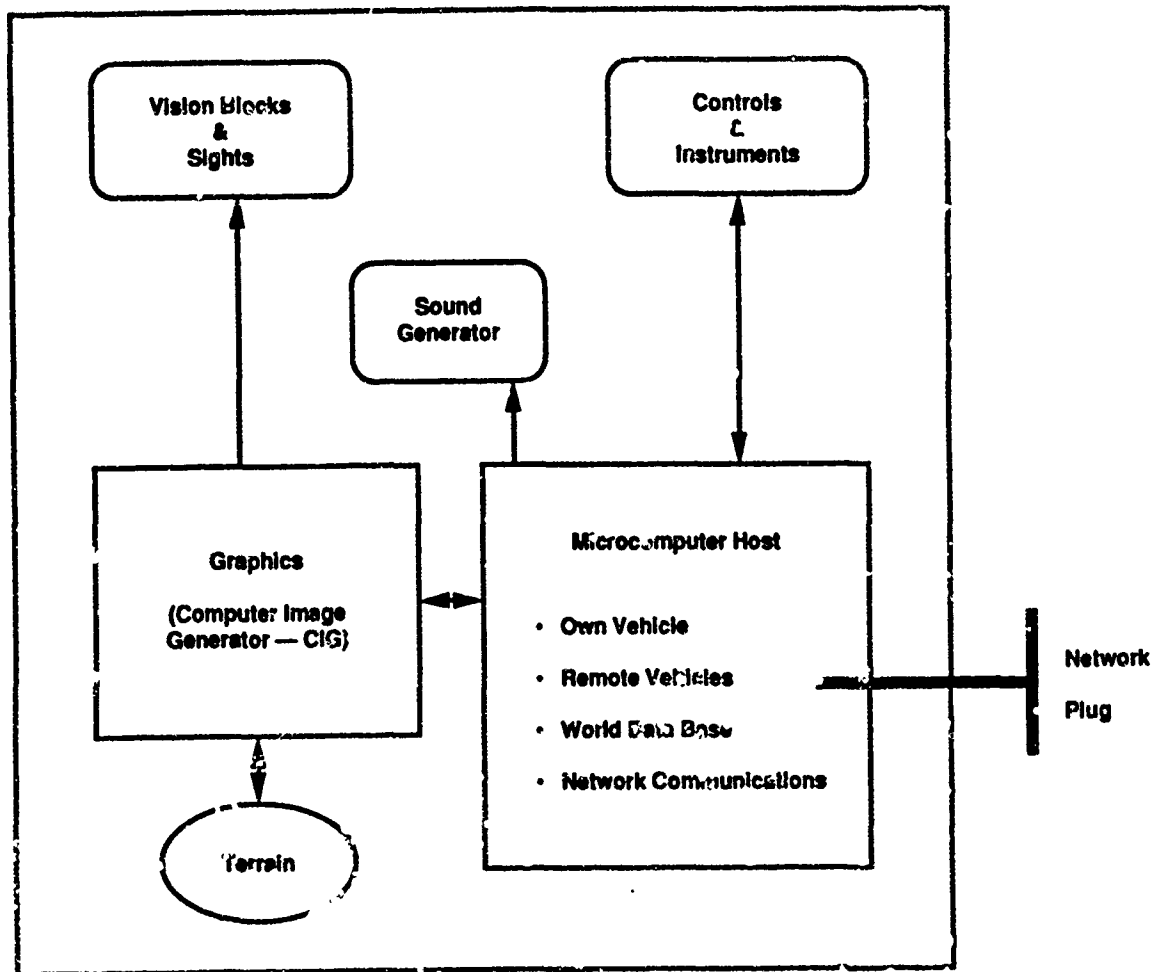 Vision Blocks
&
Sights
Controls
&
Instruments
Sound
Generator
Graphics
(Computer Image
Generator — CIG)
Microcomputer Host
• Own Vehicle
• Remote Vehicles
• World Data Base
• Network Communications
Network
Plug
Terrain